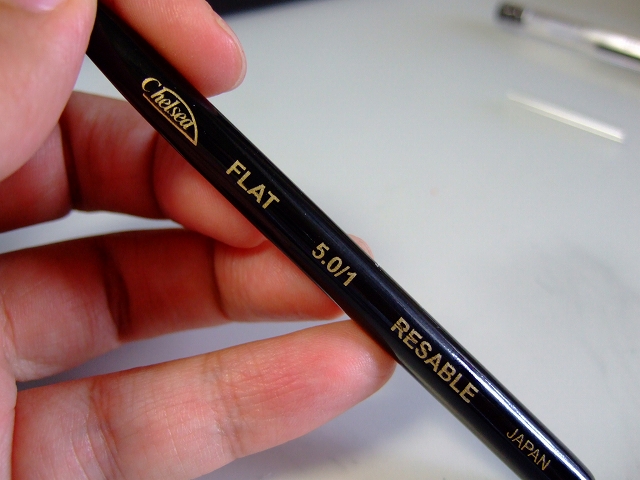 Chelsea
FLAT
5.0/1
RESABLE
JAPAN